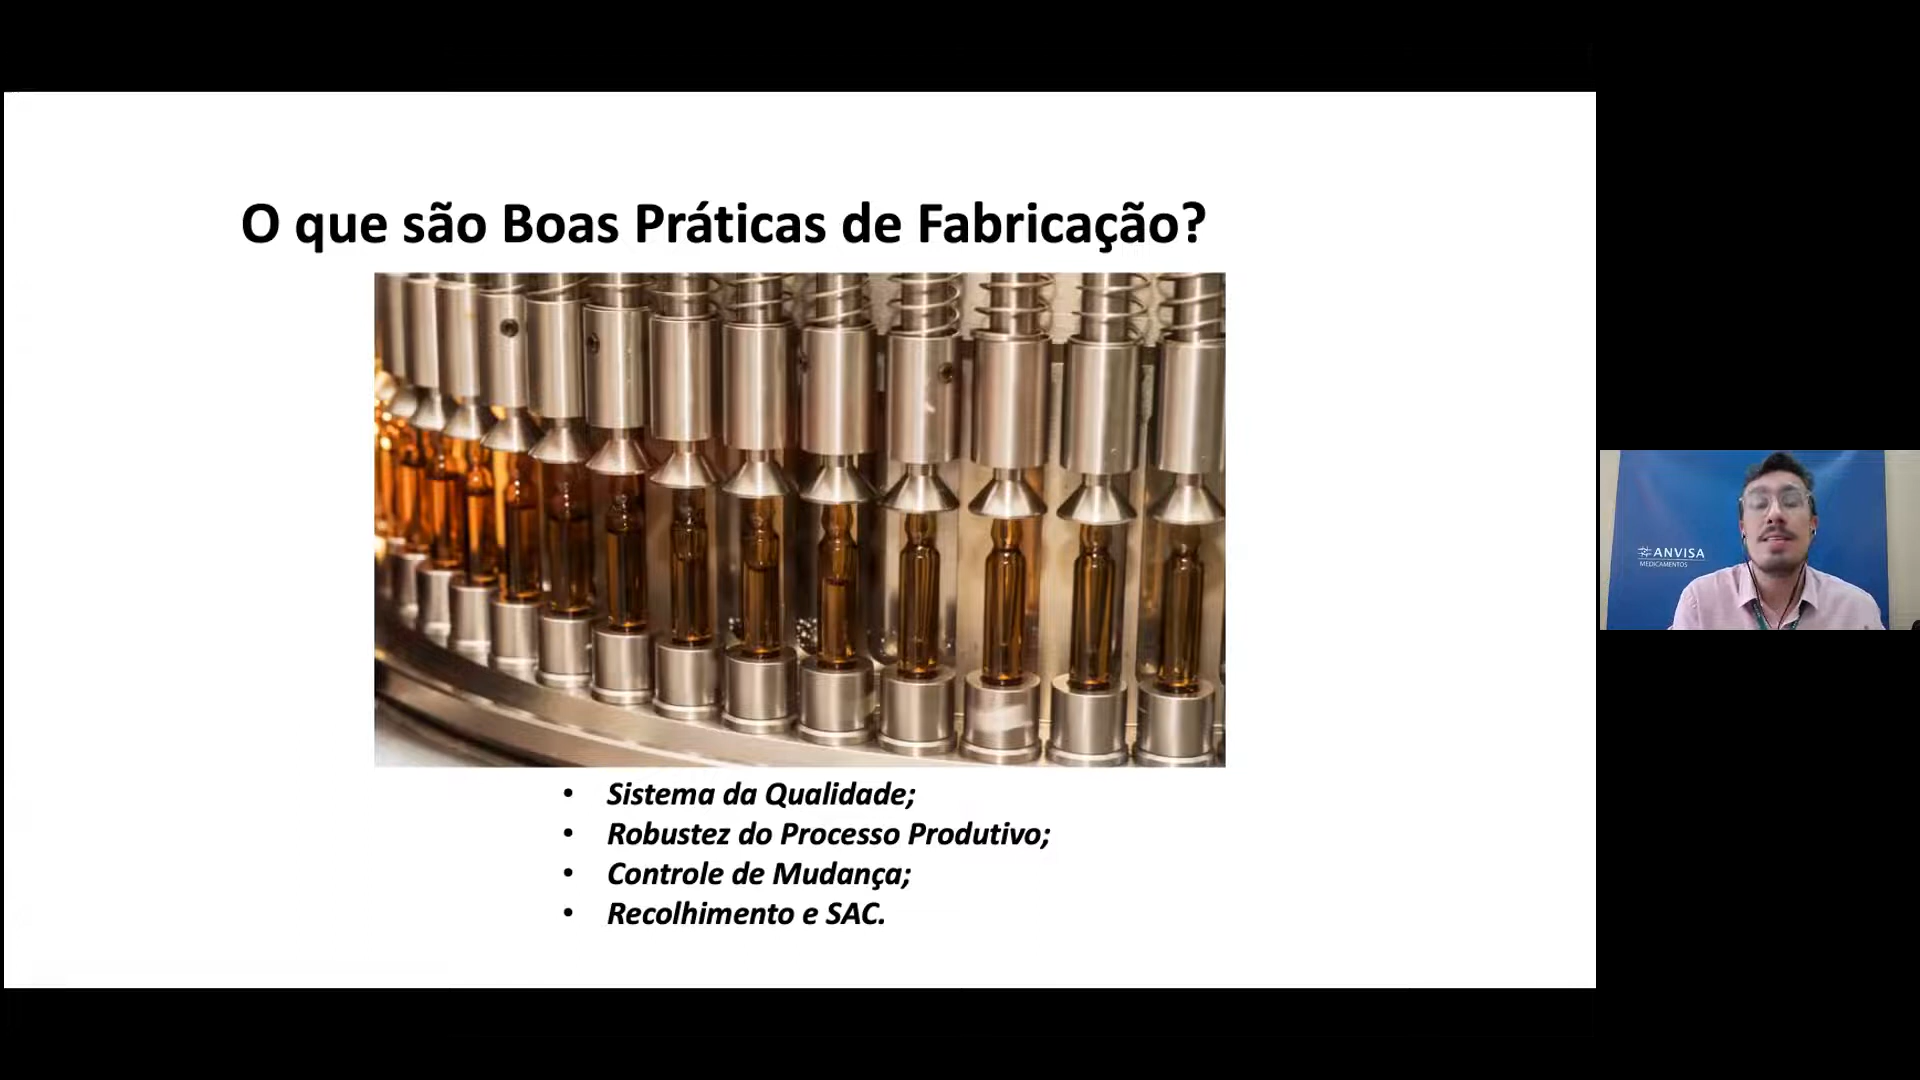 O que são Boas Práticas de Fabricação?
• Sistema da Qualidade;
• Robustez do Processo Produtivo;
• Controle de Mudança;
• Recolhimento e SAC.
ANVISA
MEDICAMENTOS